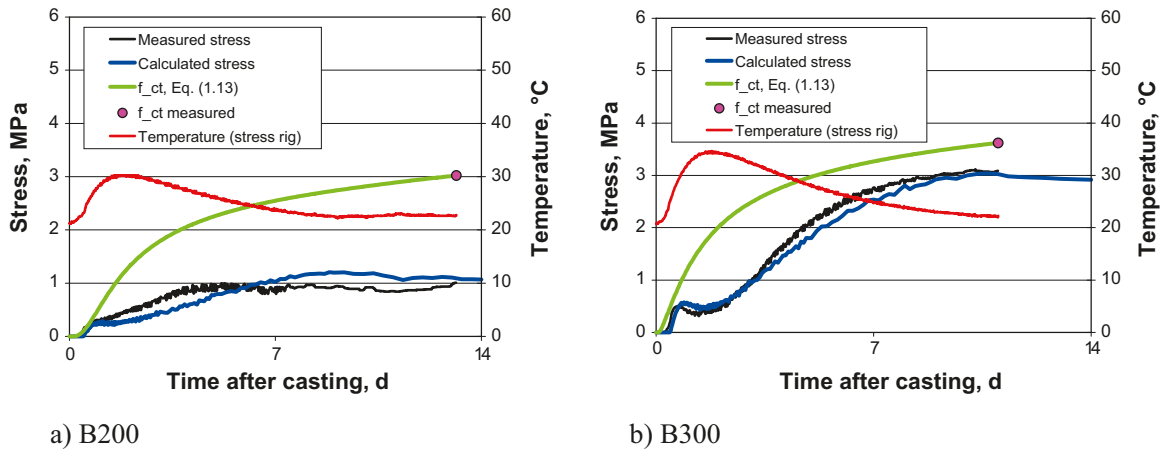 6
5
4
3
2
1
0
Stress, MPa
60
50
40
30
20
10
0
Temperature, °C
Measured stress
Calculated stress
f_ct, Eq. (1.13)
f_ct measured
Temperature (stress rig)
0
7
14
Time after casting, d
a) B200
6
5
4
3
2
1
0
Stress, MPa
60
50
40
30
20
10
0
Temperature, °C
Measured stress
Calculated stress
f_ct, Eq. (1.13)
f_ct measured
Temperature (stress rig)
0
7
14
Time after casting, d
b) B300